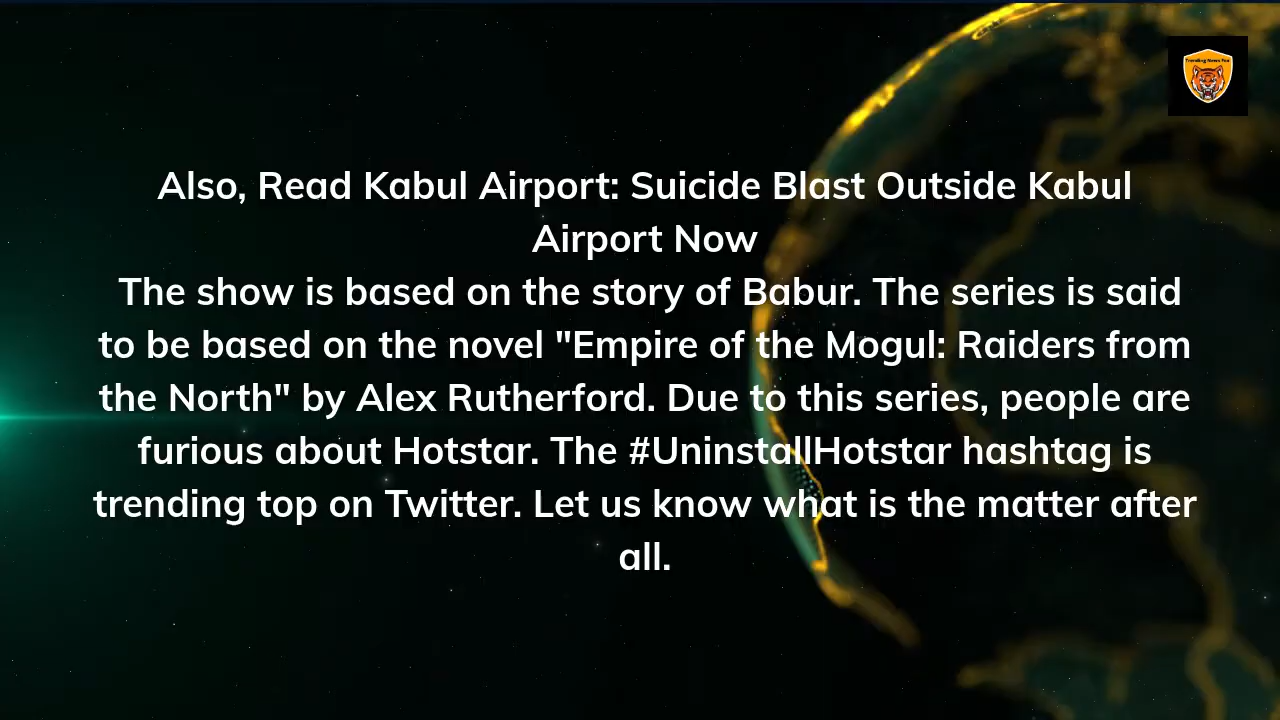 Trending News Fox
Also, Read Kabul Airport: Suicide Blast Outside Kabul
Airport Now
The show is based on the story of Babur. The series is said
to be based on the novel "Empire of the Mogul: Raiders from
the North" by Alex Rutherford. Due to this series, people are
furious about Hotstar. The #UninstallHotstar hashtag is
trending top on Twitter. Let us know what is the matter after
all.